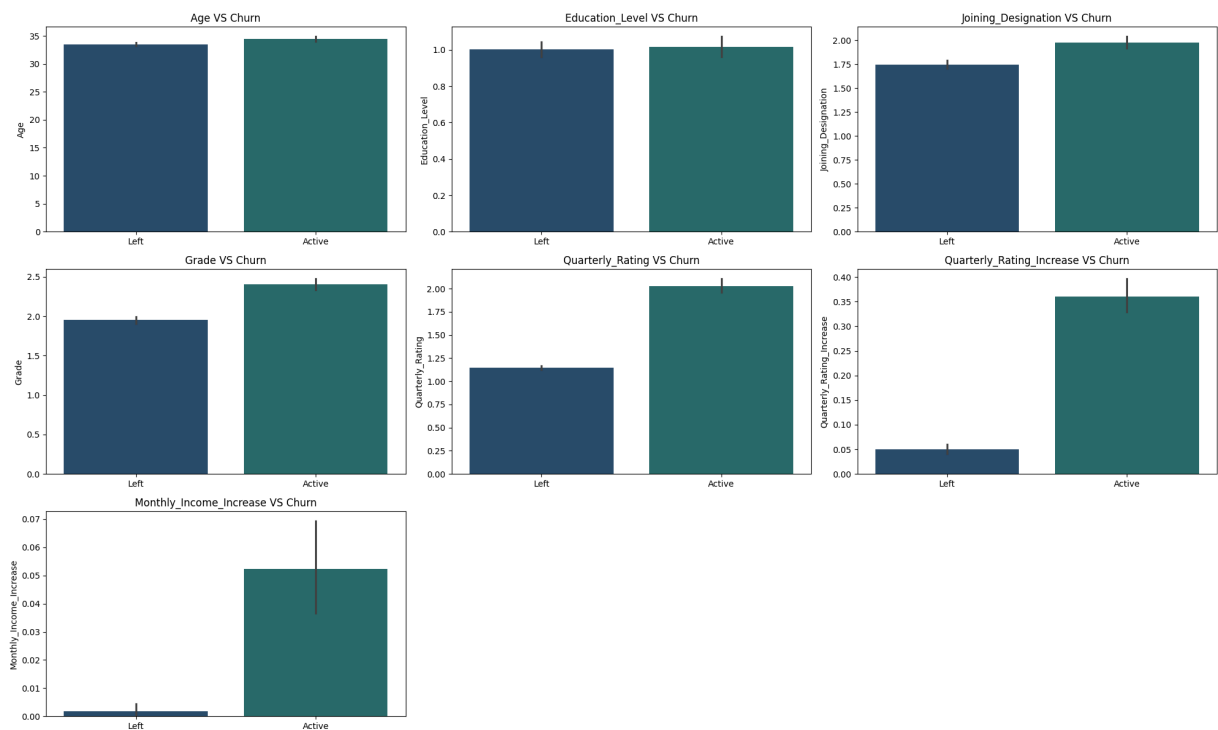 Age VS Churn
Age
35
30
25
20
15
10
5
0
Left
Active
Education_Level VS Churn
Education_Level
1.0
0.8
0.6
0.4
0.2
0.0
Left
Active
Joining_Designation VS Churn
Joining_Designation
2.00
1.75
1.50
1.25
1.00
0.75
0.50
0.25
0.00
Left
Active
Grade VS Churn
Grade
2.5
2.0
1.5
1.0
0.5
0.0
Left
Active
Quarterly_Rating VS Churn
Quarterly_Rating
2.00
1.75
1.50
1.25
1.00
0.75
0.50
0.25
0.00
Left
Active
Quarterly_Rating_Increase VS Churn
Quarterly_Rating_Increase
0.40
0.35
0.30
0.25
0.20
0.15
0.10
0.05
0.00
Left
Active
Monthly_Income_Increase VS Churn
Monthly_Income_Increase
0.07
0.06
0.05
0.04
0.03
0.02
0.01
0.00
Left
Active